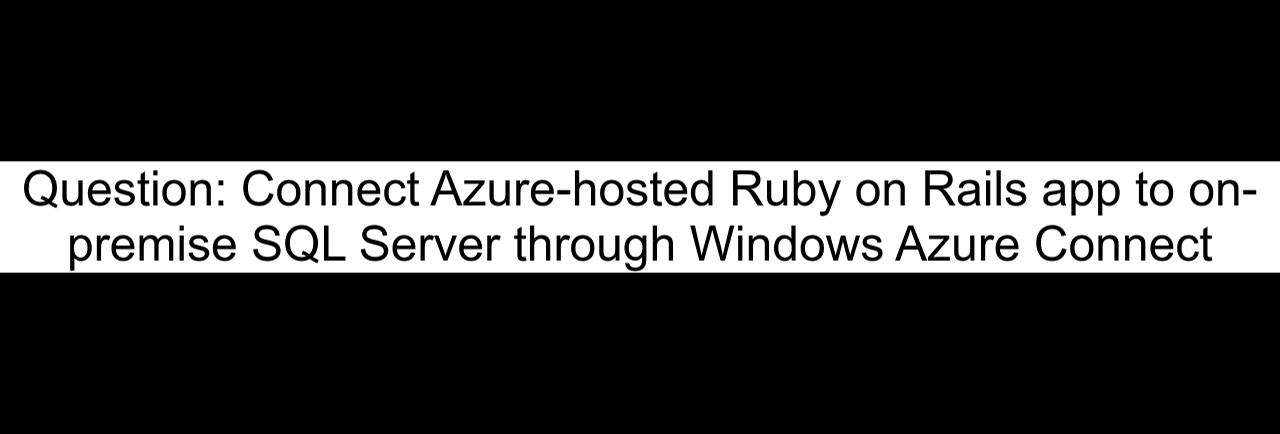 Question: Connect Azure-hosted Ruby on Rails app to on-
premise SQL Server through Windows Azure Connect